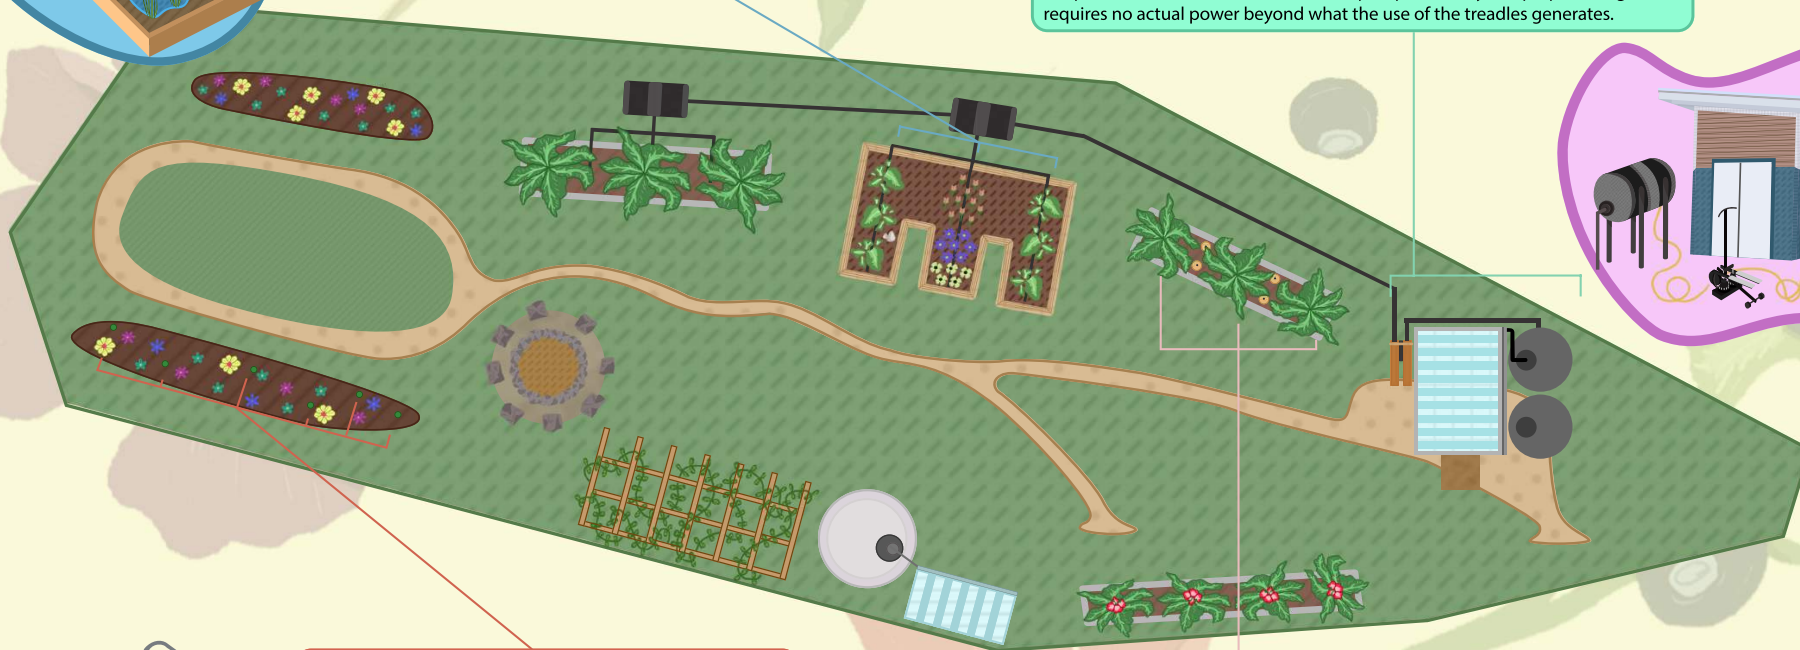 requires no actual power beyond what the use of the treadles generates.